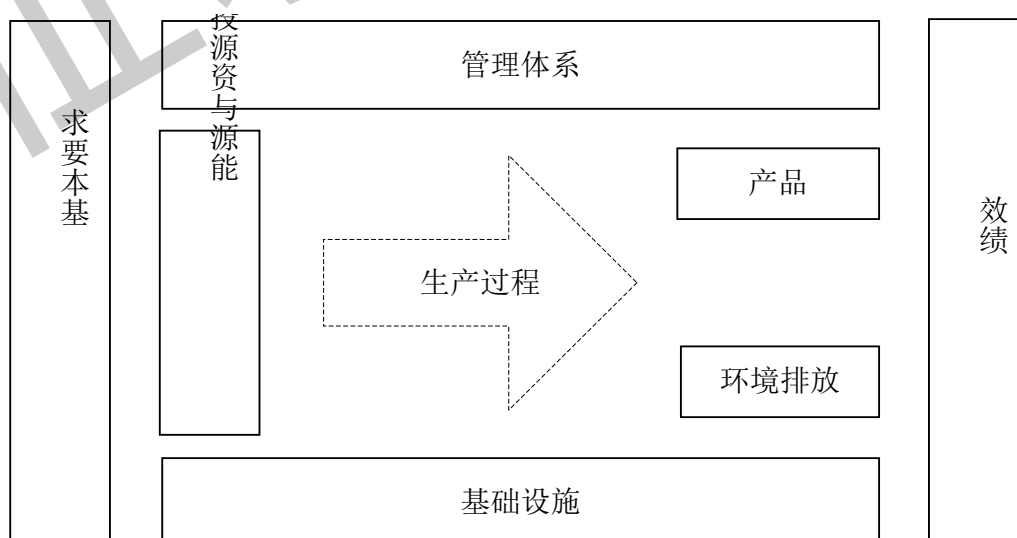 求要本基
投源资与源能
管理体系
生产过程
产品
环境排放
基础设施
效绩